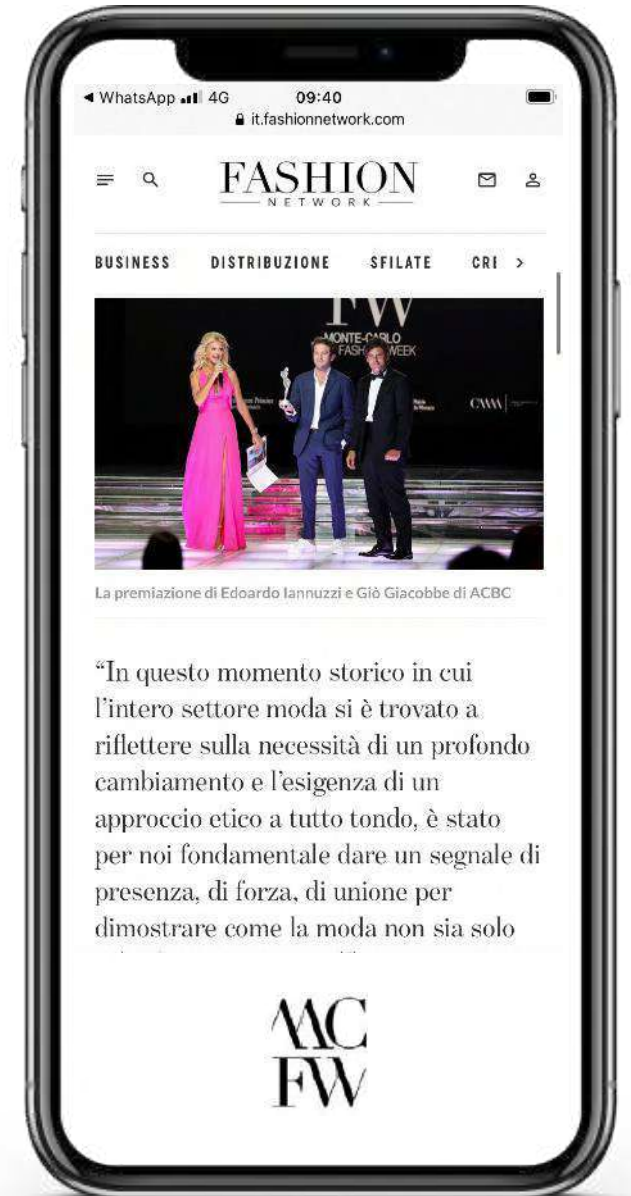 WhatsApp 4G 09:40
it.fashionnetwork.com
FASHION
NETWORK
BUSINESS DISTRIBUZIONE SFILATE CRE
FW
MONTE-CARLO
FASHION WEEK
La premiazione di Edoardo Iannuzzi e Giò Giacobbe di ACBC
“In questo momento storico in cui
l’intero settore moda si è trovato a
riflettere sulla necessità di un profondo
cambiamento e l’esigenza di un
approccio etico a tutto tondo, è stato
per noi fondamentale dare un segnale di
presenza, di forza, di unione per
dimostrare come la moda non sia solo
MC
FW